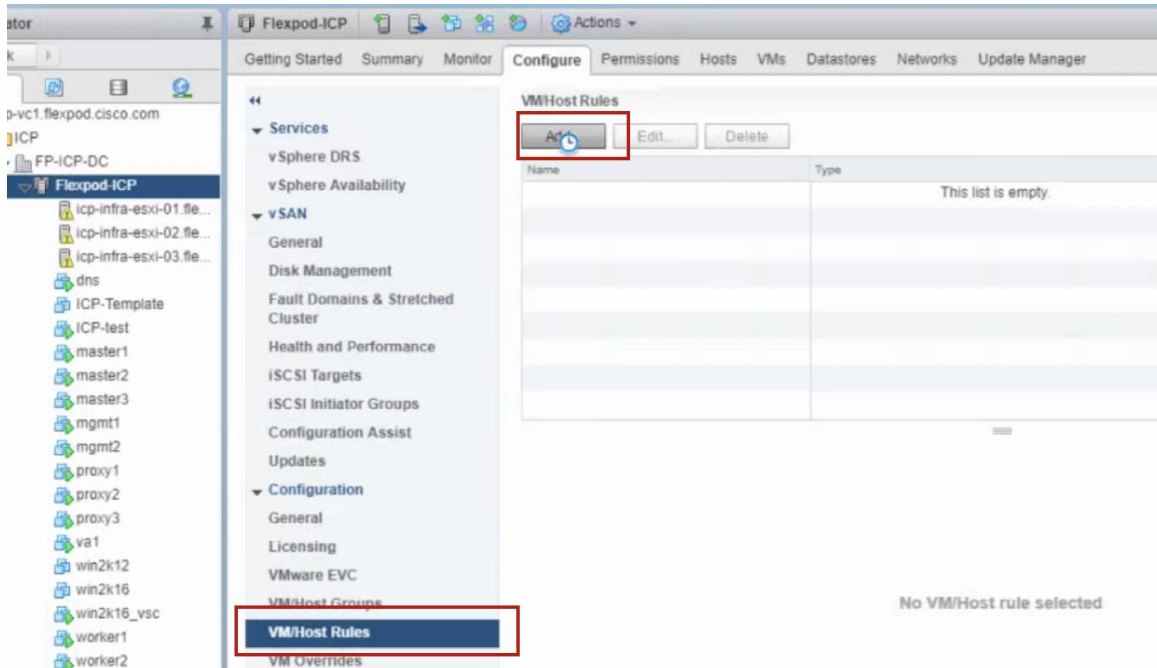 ator
Flexpod-ICP
Actions
Getting Started Summary Monitor Configure Permissions Hosts VMs Datastores Networks Update Manager
p-vc1.flexpod.cisco.com
ICP
FP-ICP-DC
Flexpod-ICP
icp-infra-esxi-01.fle...
icp-infra-esxi-02.fle...
icp-infra-esxi-03.fle...
dns
ICP-Template
ICP-test
master1
master2
master3
mgmt1
mgmt2
proxy1
proxy2
proxy3
va1
win2k12
win2k16
win2k16_vsc
worker1
worker2
Services
vSphere DRS
vSphere Availability
vSAN
General
Disk Management
Fault Domains & Stretched
Cluster
Health and Performance
iSCSI Targets
iSCSI Initiator Groups
Configuration Assist
Updates
Configuration
General
Licensing
VMware EVC
VM/Host Groups
VM/Host Rules
VM Overrides
VM/Host Rules
Edit... Delete
Name Type
This list is empty.
No VM/Host rule selected